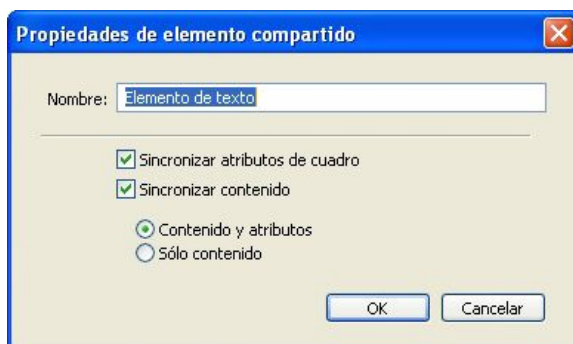 Propiedades de elemento compartido
Nombre: Elemento de texto
Sincronizar atributos de cuadro
Sincronizar contenido
Contenido y atributos
Sólo contenido
OK Cancelar